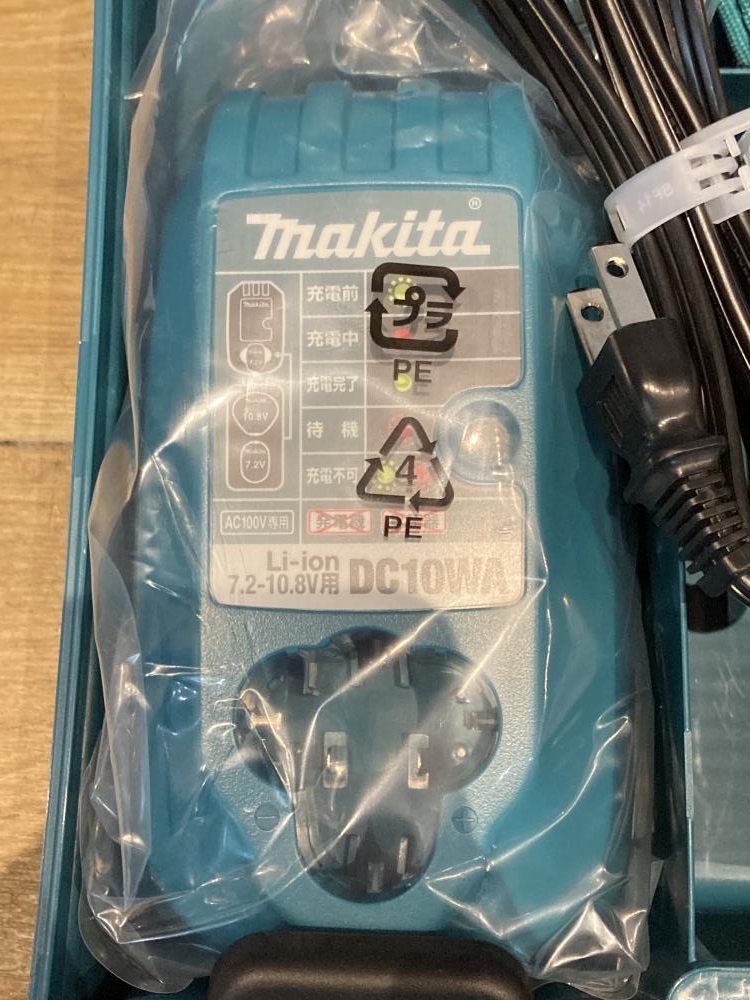 makita®
充電前
充電中
充電完了
待機
充電不可
makita
10.8V
7.2V
プラ
PE
4
PE
AC100V専用
Li-ion
7.2-10.8V用 DC10WA